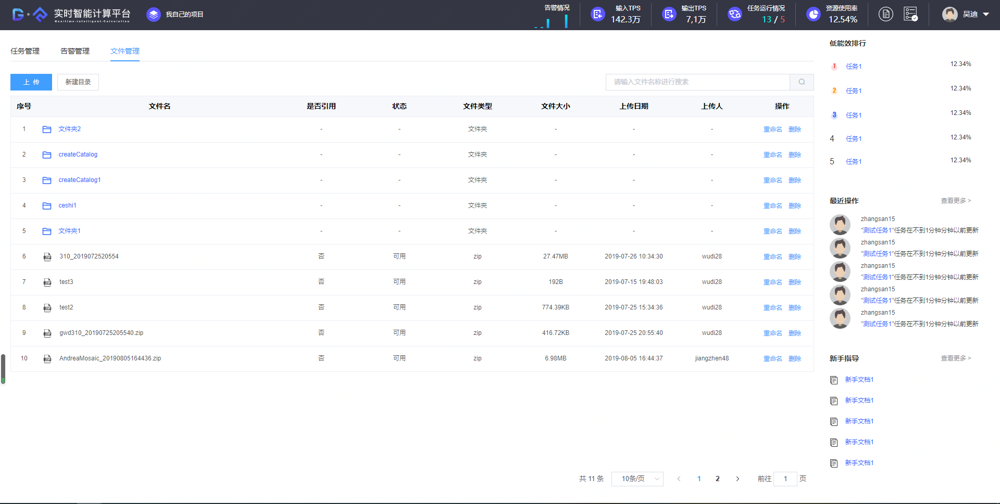 实时智能计算平台
Realtime-Intelligent-Calculation
我自己的项目
告警情况
输入TPS
142.3万
输出TPS
7,1万
任务运行情况
13 / 5
资源使用率
12.54%
吴迪
任务管理 告警管理 文件管理
上 传 新建目录 请输入文件名称进行搜索
序号 文件名 是否引用 状态 文件类型 文件大小 上传日期 上传人 操作
1 文件夹2 - - 文件夹 - - - 重命名 删除
2 createCatalog - - 文件夹 - - - 重命名 删除
3 createCatalog1 - - 文件夹 - - - 重命名 删除
4 ceshi1 - - 文件夹 - - - 重命名 删除
5 文件夹1 - - 文件夹 - - - 重命名 删除
6 ZIP 310_2019072520554 否 可用 zip 27.47MB 2019-07-26 10:34:30 wudi28 重命名 删除
7 ZIP test3 否 可用 zip 192B 2019-07-15 19:48:03 wudi28 重命名 删除
8 ZIP test2 否 可用 zip 774.39KB 2019-07-25 15:34:36 wudi28 重命名 删除
9 ZIP gwd310_20190725205540.zip 否 可用 zip 416.72KB 2019-07-25 20:55:40 wudi28 重命名 删除
10 ZIP AndreaMosaic_20190805164436.zip 否 可用 zip 6.98MB 2019-08-05 16:44:37 jiangzhen48 重命名 删除
共 11 条 10条/页 < 1 2 > 前往 1 页
低能效排行
1 任务1 12.34%
2 任务1 12.34%
3 任务1 12.34%
4 任务1 12.34%
5 任务1 12.34%
最近操作 查看更多 >
zhangsan15
"测试任务1"任务在不到1分钟分钟以前更新
zhangsan15
"测试任务1"任务在不到1分钟分钟以前更新
zhangsan15
"测试任务1"任务在不到1分钟分钟以前更新
zhangsan15
"测试任务1"任务在不到1分钟分钟以前更新
zhangsan15
"测试任务1"任务在不到1分钟分钟以前更新
新手指导 查看更多 >
新手文档1
新手文档1
新手文档1
新手文档1
新手文档1